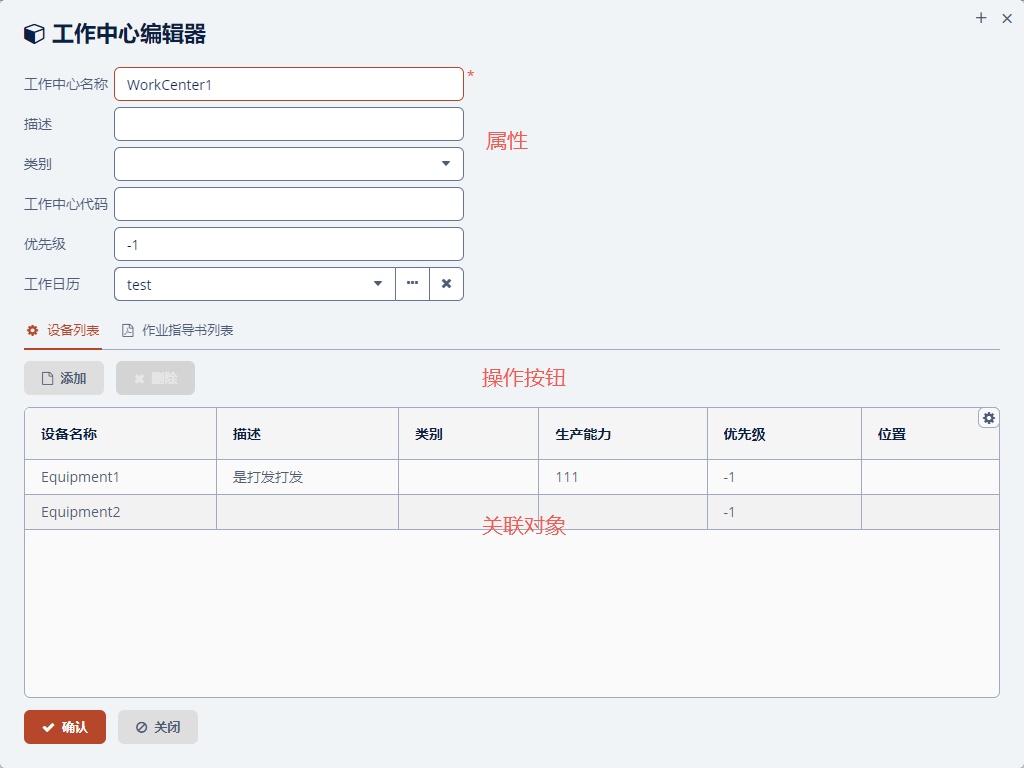 工作中心编辑器
工作中心名称 WorkCenter1 *
描述
属性
类别
工作中心代码
优先级 -1
工作日历 test
设备列表 作业指导书列表
添加 删除 操作按钮
设备名称 描述 类别 生产能力 优先级 位置
Equipment1 是打发打发 111 -1
Equipment2 -1
关联对象
确认 关闭